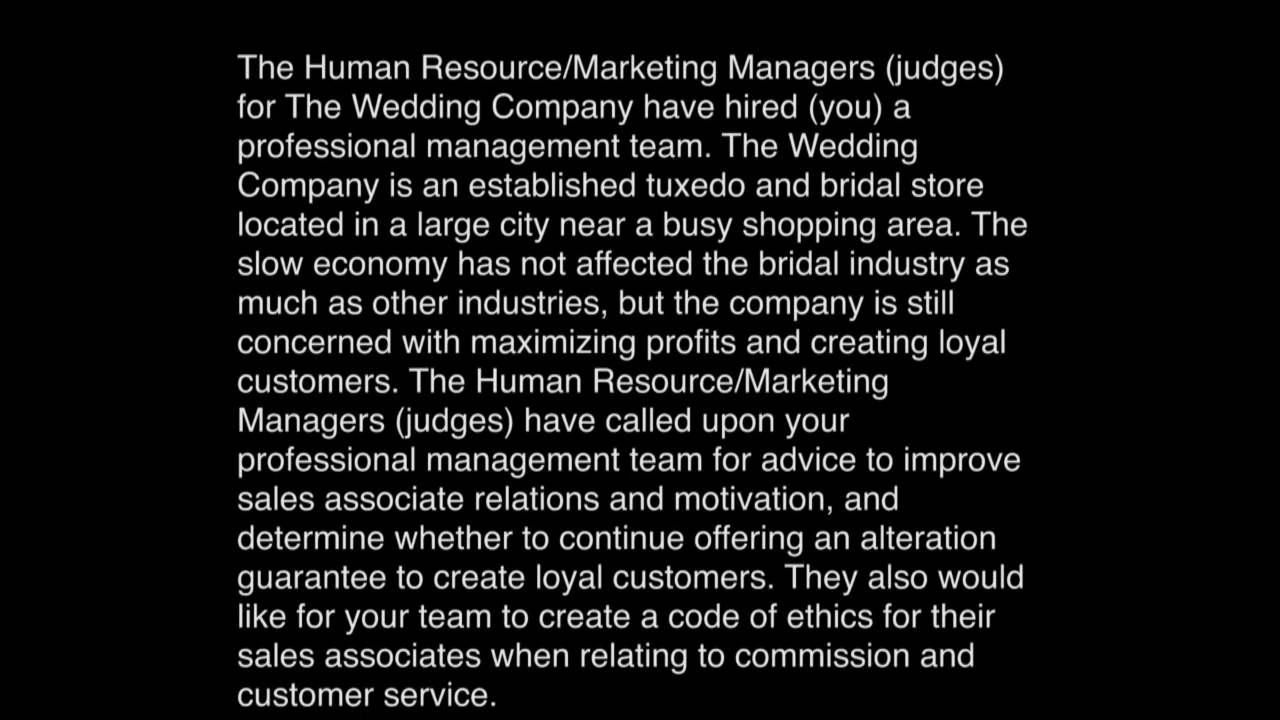 The Human Resource/Marketing Managers (judges)
for The Wedding Company have hired (you) a
professional management team. The Wedding
Company is an established tuxedo and bridal store
located in a large city near a busy shopping area. The
slow economy has not affected the bridal industry as
much as other industries, but the company is still
concerned with maximizing profits and creating loyal
customers. The Human Resource/Marketing
Managers (judges) have called upon your
professional management team for advice to improve
sales associate relations and motivation, and
determine whether to continue offering an alteration
guarantee to create loyal customers. They also would
like for your team to create a code of ethics for their
sales associates when relating to commission and
customer service.